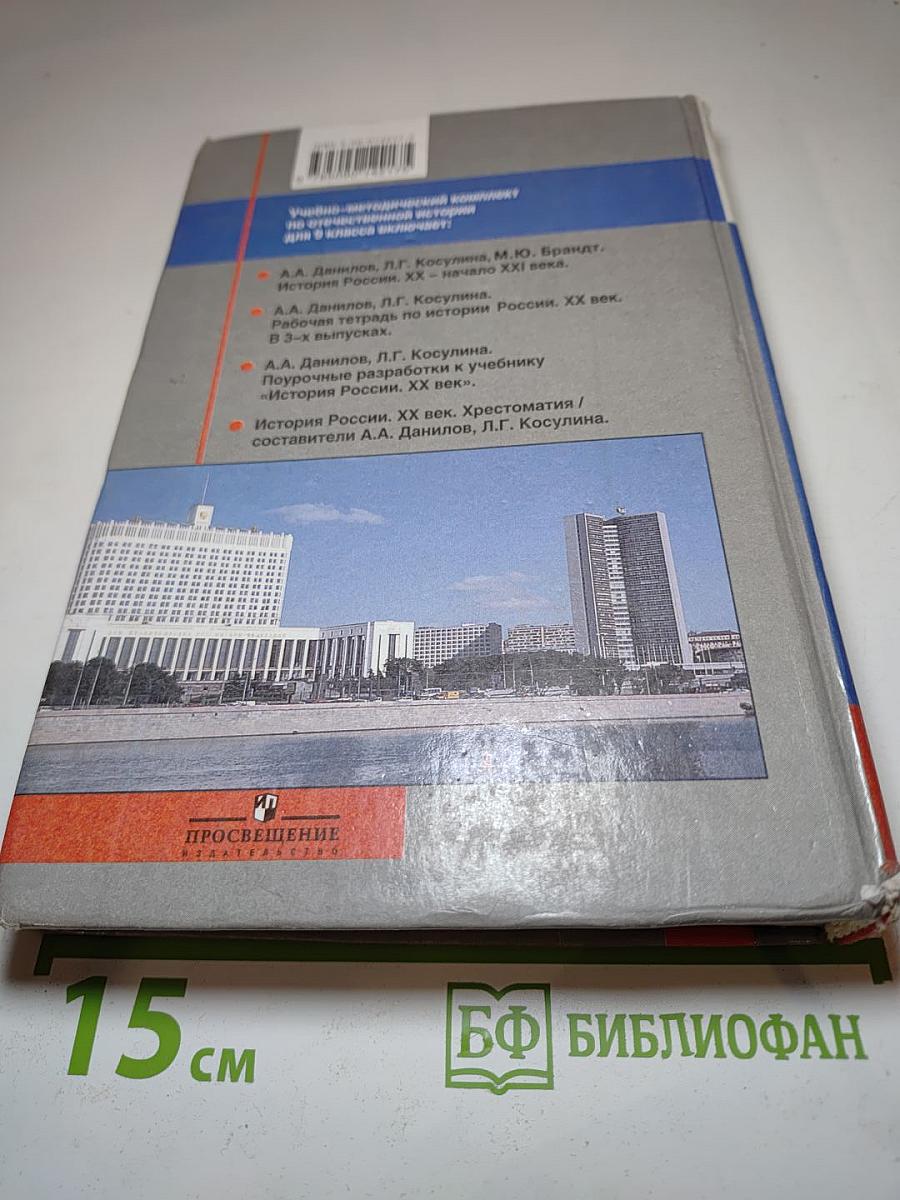 Учебно-методический комплект
по отечественной истории
для 9 класса включает:
А.А. Данилов, Л.Г. Косулина, М.Ю. Брандт.
История России. XX – начало XXI века.
А.А. Данилов, Л.Г. Косулина.
Рабочая тетрадь по истории России. XX век.
В 3-х выпусках.
А.А. Данилов, Л.Г. Косулина.
Поурочные разработки к учебнику
«История России. XX век».
История России. XX век. Хрестоматия /
составители А.А. Данилов, Л.Г. Косулина.
ПРОСВЕЩЕНИЕ
ИЗДАТЕЛЬСТВО
15 см
БФ БИБЛИОФАН